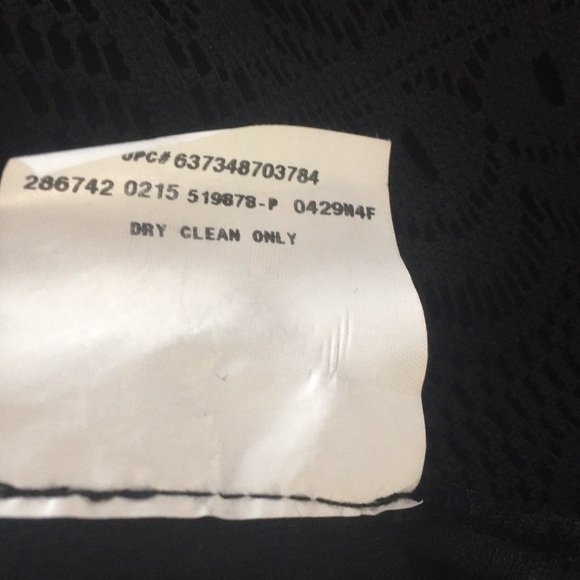 UPC# 637348703784
286742 0215 519878-P 0429N4F
DRY CLEAN ONLY